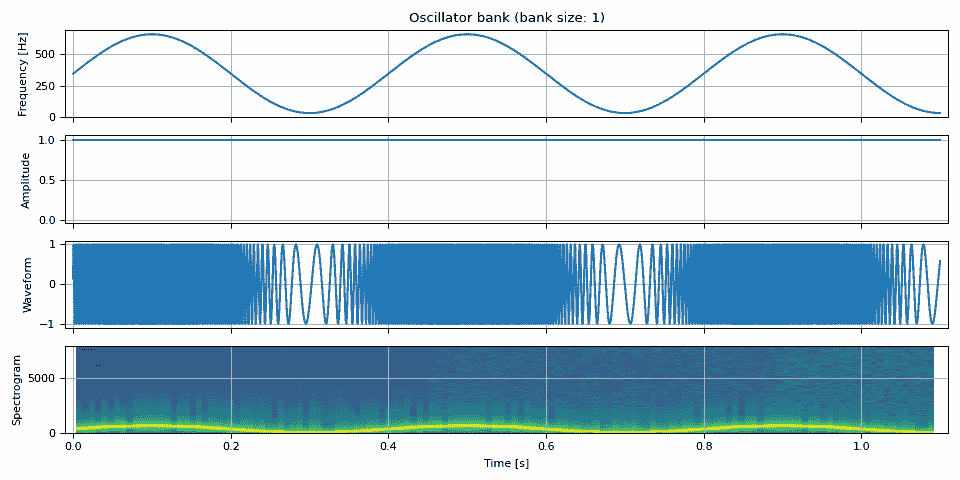 Oscillator bank (bank size: 1)
Frequency [Hz]
500
250
0
Amplitude
1.0
0.5
0.0
Waveform
1
0
−1
Spectrogram
5000
0
0.0 0.2 0.4 0.6 0.8 1.0
Time [s]